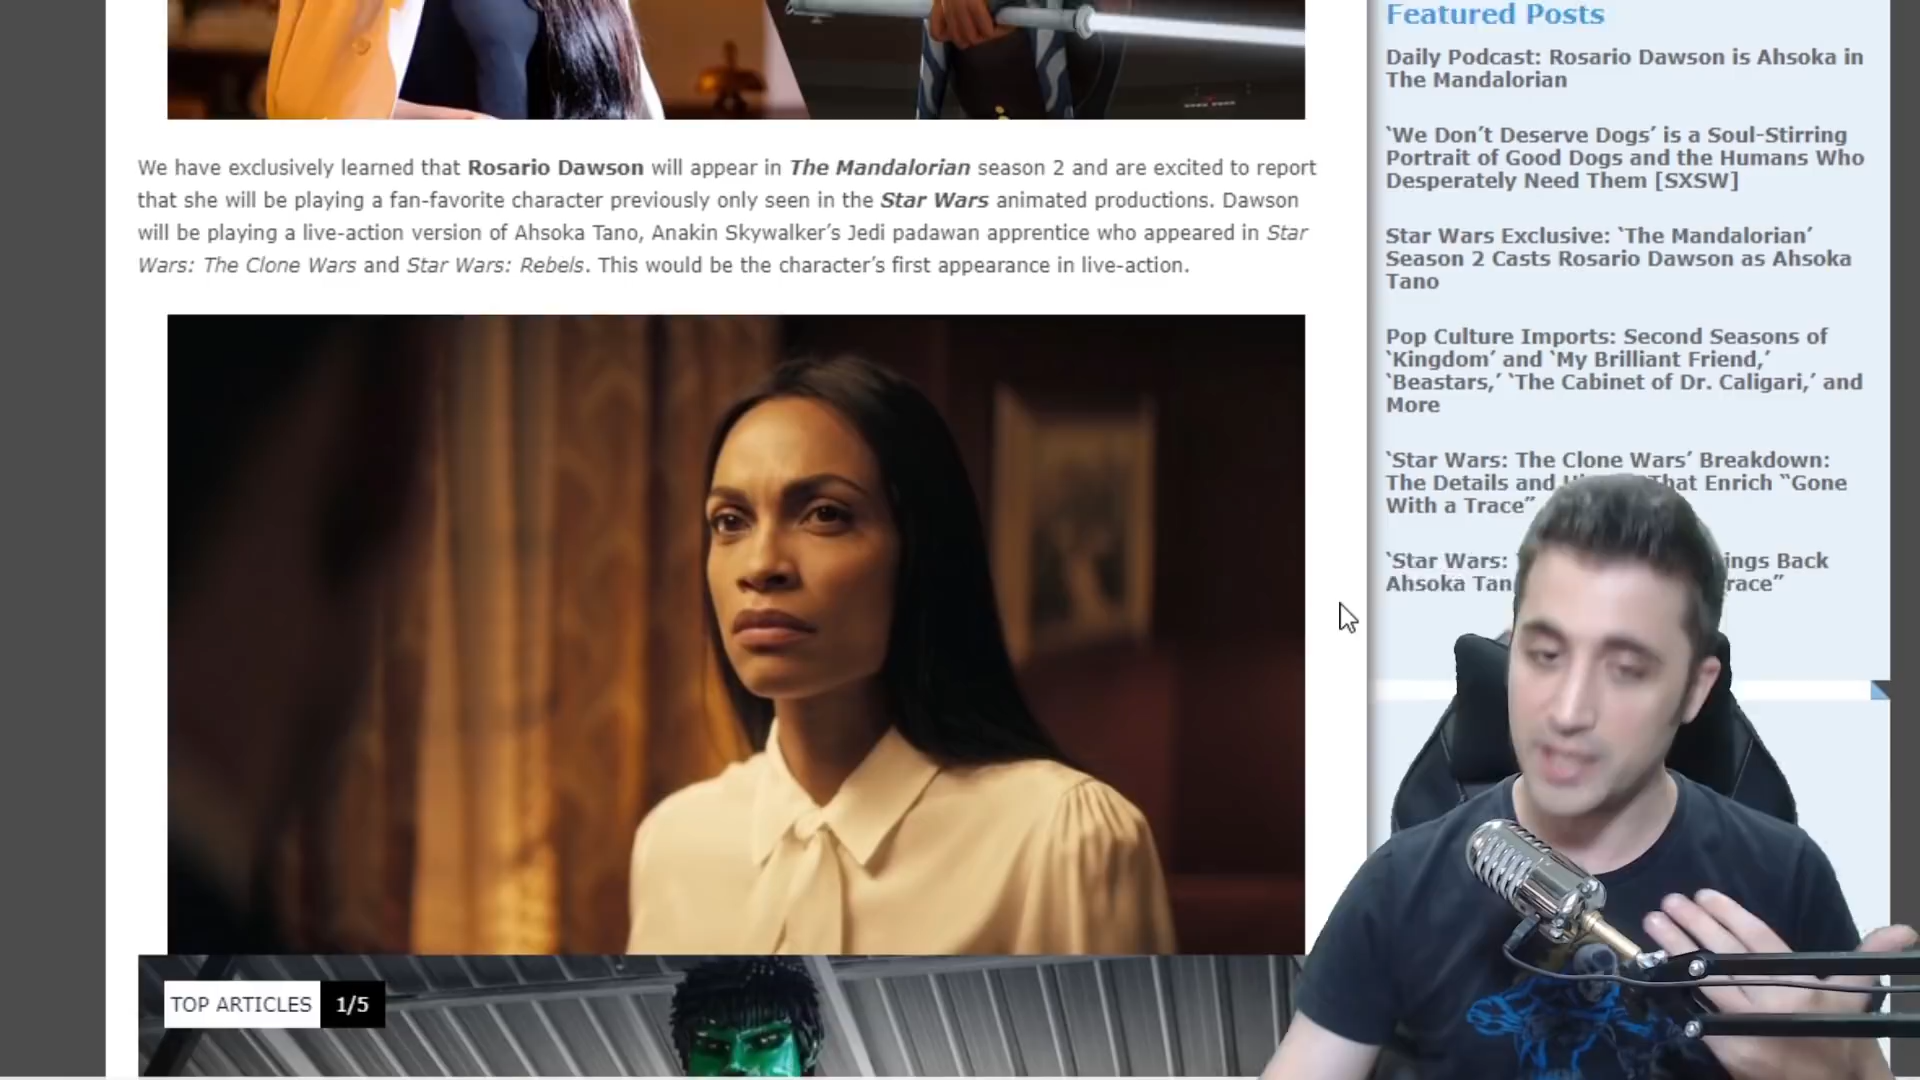 We have exclusively learned that Rosario Dawson will appear in The Mandalorian season 2 and are excited to report
that she will be playing a fan-favorite character previously only seen in the Star Wars animated productions. Dawson
will be playing a live-action version of Ahsoka Tano, Anakin Skywalker’s Jedi padawan apprentice who appeared in Star
Wars: The Clone Wars and Star Wars: Rebels. This would be the character’s first appearance in live-action.
TOP ARTICLES 1/5
Featured Posts
Daily Podcast: Rosario Dawson is Ahsoka in
The Mandalorian
‘We Don’t Deserve Dogs’ is a Soul-Stirring
Portrait of Good Dogs and the Humans Who
Desperately Need Them [SXSW]
Star Wars Exclusive: ‘The Mandalorian’
Season 2 Casts Rosario Dawson as Ahsoka
Tano
Pop Culture Imports: Second Seasons of
‘Kingdom’ and ‘My Brilliant Friend,’
‘Beastars,’ ‘The Cabinet of Dr. Caligari,’ and
More
‘Star Wars: The Clone Wars’ Breakdown:
The Details and That Enrich “Gone
With a Trace”
‘Star Wars: Back
Ahsoka